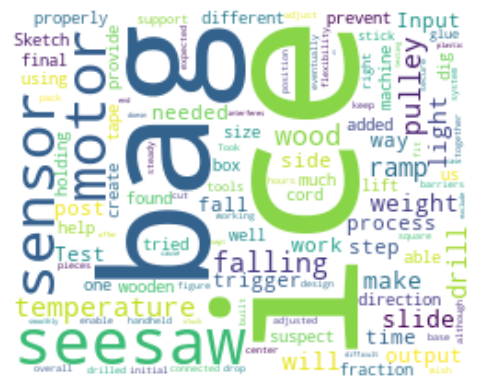 properly
support
different
adjust
prevent
Input
Sketch
expected
stick
glue
plastic
final
provide
position
eventually
flexibility
right
machine
dig
system
using
motor
bag
ice
keep
pulley
light
together
holding
tape
needed
wood
added
way
us
sensor
create
size
side
box
cord
much
ramp
fit
barriers
post
found
tools
hours
lift
weight
square
help
steady
cut
Took
fall
working
process
Test
tried
well
work
step
able
drill
pieces
falling
make
although
one
wooden
figure
trigger
design
direction
temperature
built
adjusted
slide
smoothly
enable
handheld
center
suspect
time
base
seesaw
will
output
overall
drilled
initial
connected
drop
fraction
difficult
wish